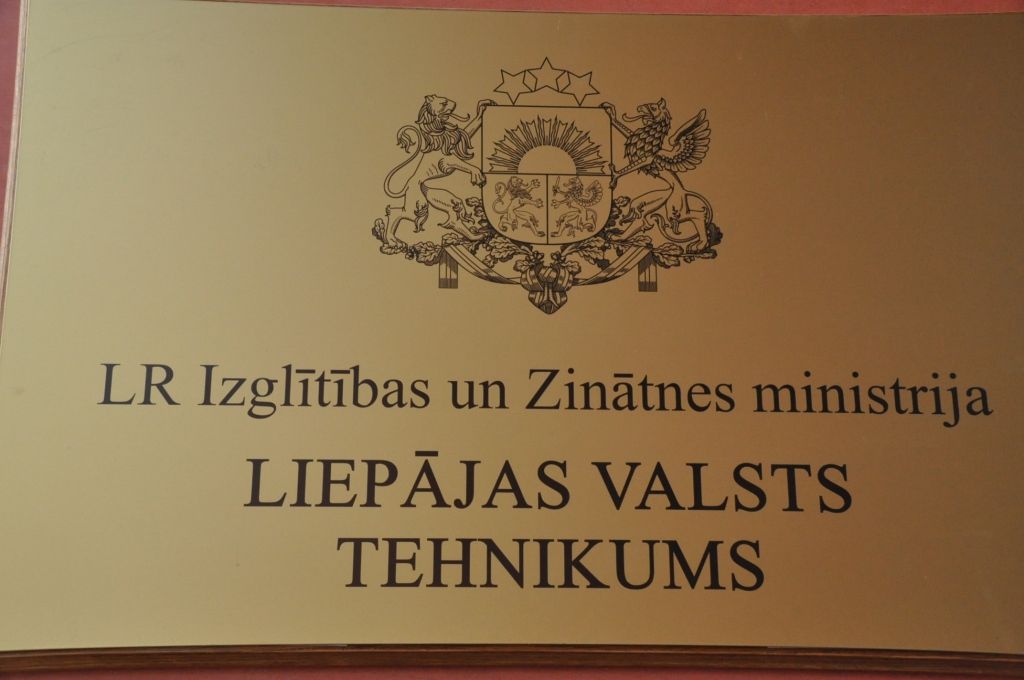 LR Izglītības un Zinātnes ministrija
LIEPĀJAS VALSTS
TEHNIKUMS